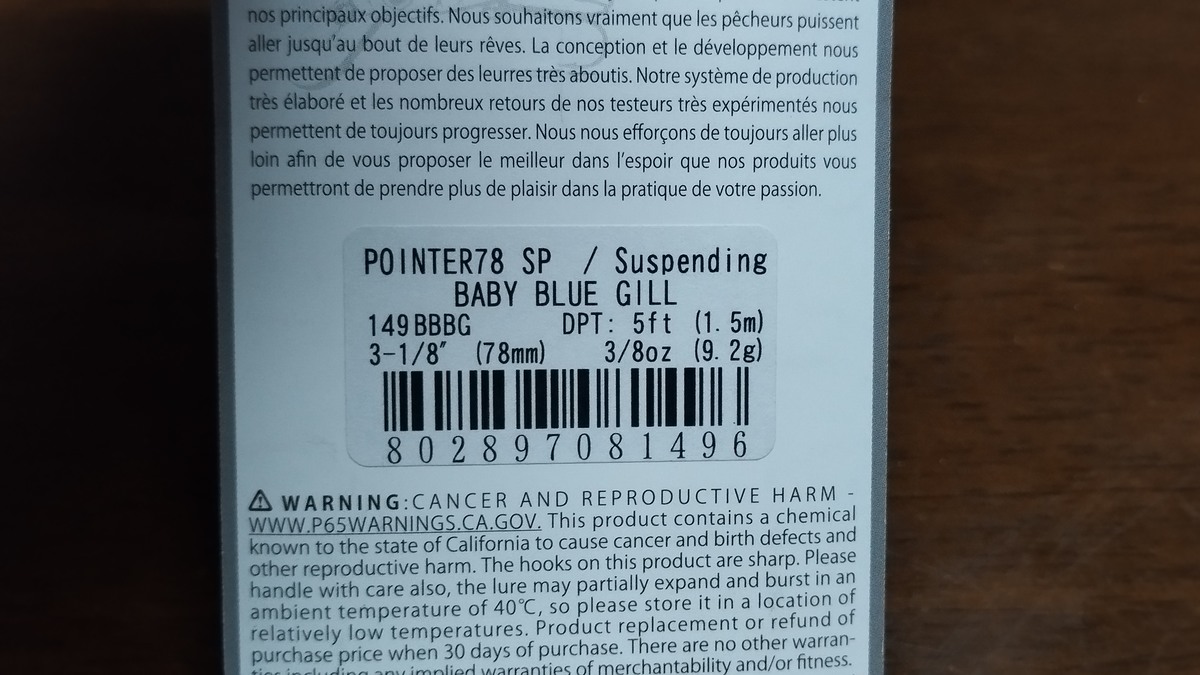 nos principaux objectifs. Nous souhaitons vraiment que les pêcheurs puissent
aller jusqu'au bout de leurs rêves. La conception et le développement nous
permettent de proposer des leurres très aboutis. Notre système de production
très élaboré et les nombreux retours de nos testeurs très expérimentés nous
permettent de toujours progresser. Nous nous efforçons de toujours aller plus
loin afin de vous proposer le meilleur dans l'espoir que nos produits vous
permettront de prendre plus de plaisir dans la pratique de votre passion.
POINTER78 SP / Suspending
BABY BLUE GILL
149BBBG DPT: 5ft (1.5m)
3-1/8" (78mm) 3/8oz (9.2g)
802897081496
⚠ WARNING:CANCER AND REPRODUCTIVE HARM -
WWW.P65WARNINGS.CA.GOV. This product contains a chemical
known to the state of California to cause cancer and birth defects and
other reproductive harm. The hooks on this product are sharp. Please
handle with care also, the lure may partially expand and burst in an
ambient temperature of 40℃, so please store it in a location of
relatively low temperatures. Product replacement or refund of
purchase price when 30 days of purchase. There are no other warran-
ties including any implied warranties of merchantability and/or fitness.